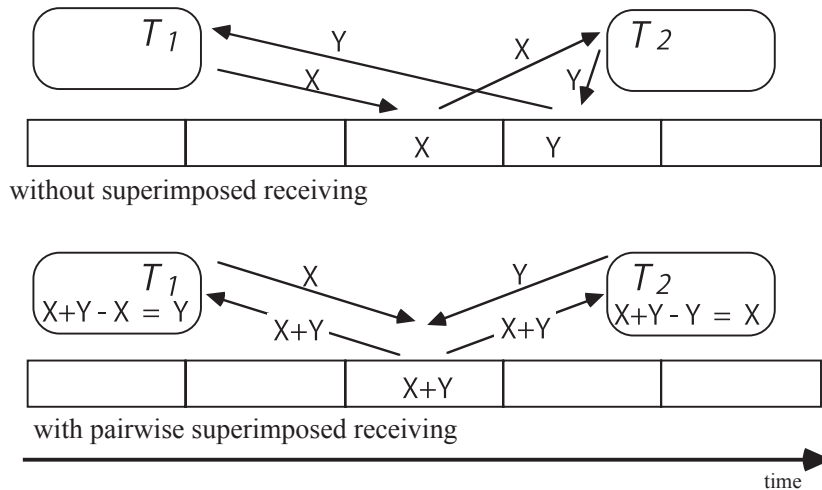 T1 Y X T2
X Y
X Y
without superimposed receiving
T1 X Y T2
X+Y - X = Y X+Y - Y = X
X+Y X+Y
X+Y
with pairwise superimposed receiving
time